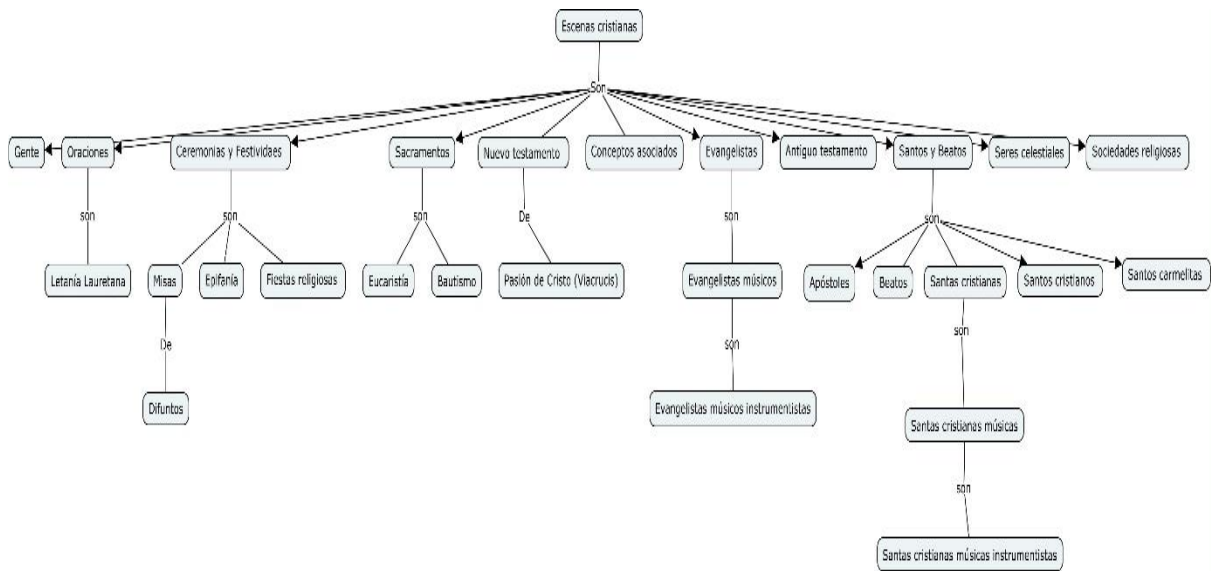 Escenas cristianas
Son
Gente
Oraciones
Ceremonias y Festividaes
Sacramentos
Nuevo testamento
Conceptos asociados
Evangelistas
Antiguo testamento
Santos y Beatos
Seres celestiales
Sociedades religiosas
son
son
son
De
son
son
Letanía Lauretana
Misas
Epifanía
Fiestas religiosas
Eucaristía
Bautismo
Pasión de Cristo (Viacrucis)
Evangelistas músicos
Apóstoles
Beatos
Santas cristianas
Santos cristianos
Santos carmelitas
De
son
son
Difuntos
Evangelistas músicos instrumentistas
Santas cristianas músicas
son
Santas cristianas músicas instrumentistas